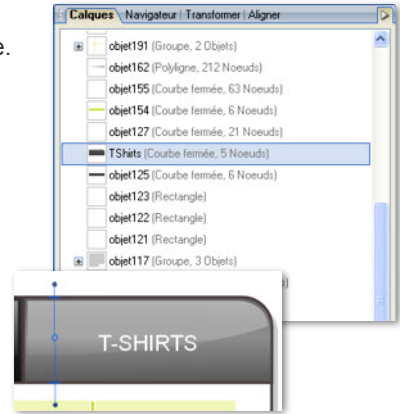 Calques Navigateur | Transformer | Aligner
e.
objet191 (Groupe, 2 Objets)
objet162 (Polyligne, 212 Noeuds)
objet155 (Courbe fermée, 63 Noeuds)
objet154 (Courbe fermée, 6 Noeuds)
objet127 (Courbe fermée, 21 Noeuds)
TShirts (Courbe fermée, 5 Noeuds)
objet125 (Courbe fermée, 6 Noeuds)
objet123 (Rectangle)
objet122 (Rectangle)
objet121 (Rectangle)
objet117 (Groupe, 3 Objets)
T-SHIRTS